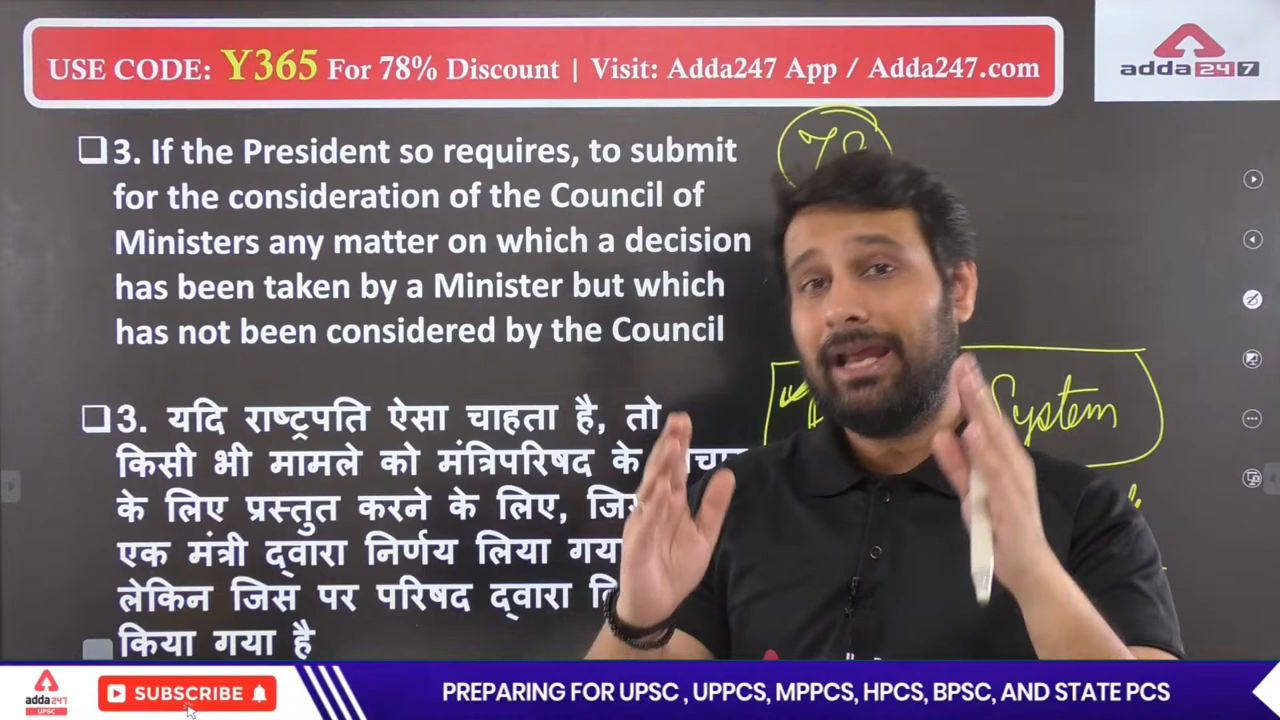 USE CODE: Y365 For 78% Discount | Visit: Adda247 App / Adda247.com
adda 247
3. If the President so requires, to submit
for the consideration of the Council of
Ministers any matter on which a decision
has been taken by a Minister but which
has not been considered by the Council
78
System
3. यदि राष्ट्रपति ऐसा चाहता है, तो
किसी भी मामले को मंत्रिपरिषद के
के लिए प्रस्तुत करने के लिए,
एक मंत्री द्वारा निर्णय लिया गया
लेकिन जिस पर परिषद द्वारा
किया गया है
adda247
UPSC
SUBSCRIBE
PREPARING FOR UPSC , UPPCS, MPPCS, HPCS, BPSC, AND STATE PCS